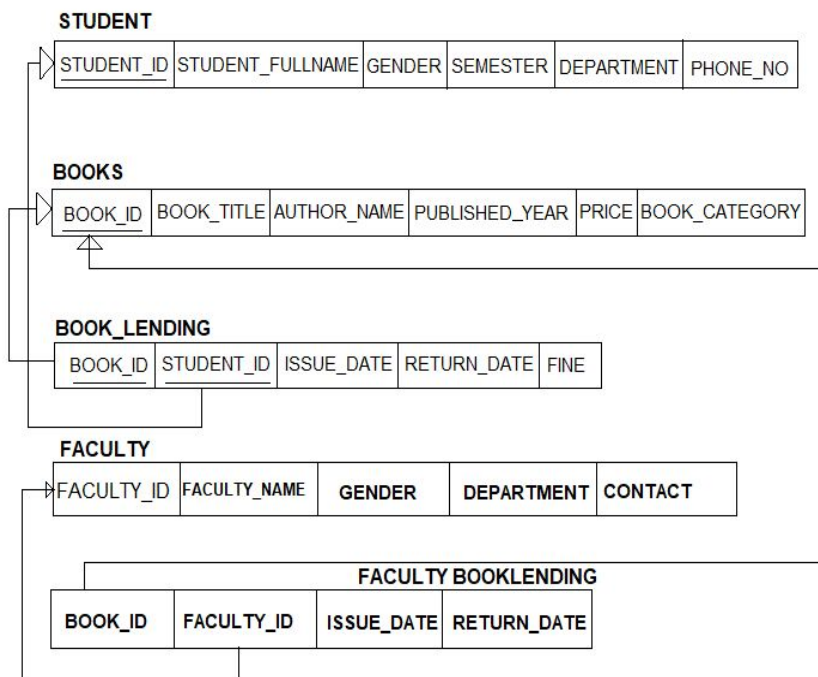 STUDENT
STUDENT_ID STUDENT_FULLNAME GENDER SEMESTER DEPARTMENT PHONE_NO
BOOKS
BOOK_ID BOOK_TITLE AUTHOR_NAME PUBLISHED_YEAR PRICE BOOK_CATEGORY
BOOK_LENDING
BOOK_ID STUDENT_ID ISSUE_DATE RETURN_DATE FINE
FACULTY
FACULTY_ID FACULTY_NAME GENDER DEPARTMENT CONTACT
FACULTY BOOKLENDING
BOOK_ID FACULTY_ID ISSUE_DATE RETURN_DATE